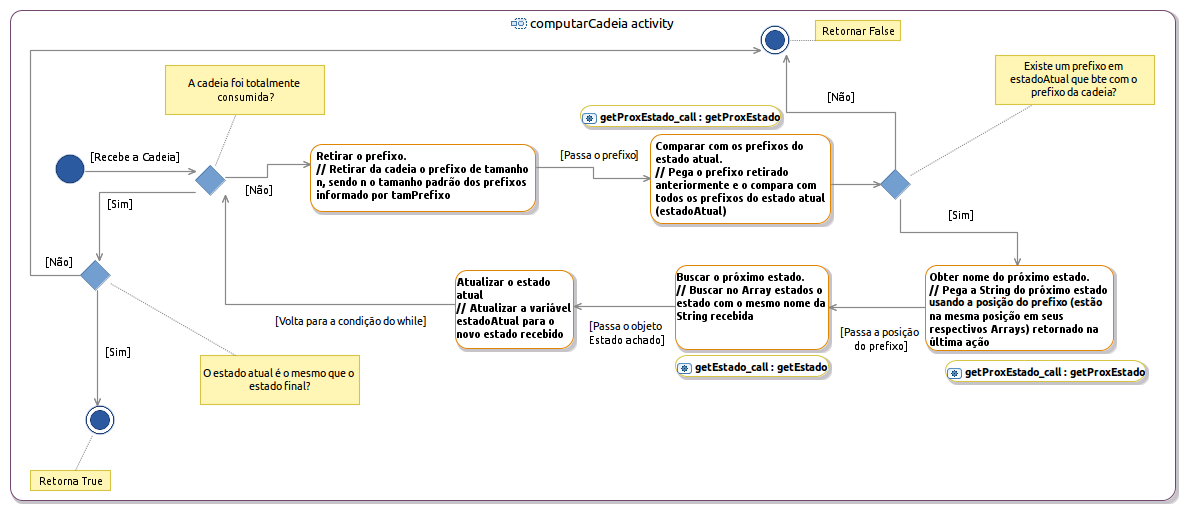 computarCadeia activity
Retornar False
Existe um prefixo em
estadoAtual que bte com o
prefixo da cadeia?
A cadeia foi totalmente
consumida?
[Não]
getProxEstado_call : getProxEstado
[Recebe a Cadeia]
[Não]
Retirar o prefixo.
// Retirar da cadeia o prefixo de tamanho
n, sendo n o tamanho padrão dos prefixos
informado por tamPrefixo
[Passa o prefixo]
Comparar com os prefixos do
estado atual.
// Pega o prefixo retirado
anteriormente e o compara com
todos os prefixos do estado atual
(estadoAtual)
[Sim]
[Sim]
[Não]
Atualizar o estado
atual
// Atualizar a variável
estadoAtual para o
novo estado recebido
Buscar o próximo estado.
// Buscar no Array estados o
estado com o mesmo nome da
String recebida
Obter nome do próximo estado.
// Pega a String do próximo estado
usando a posição do prefixo (estão
na mesma posição em seus
respectivos Arrays) retornado na
última ação
[Volta para a condição do while]
[Passa o objeto
Estado achado]
[Passa a posição
do prefixo]
[Sim]
getEstado_call : getEstado
getProxEstado_call : getProxEstado
O estado atual é o mesmo que o
estado final?
Retorna True